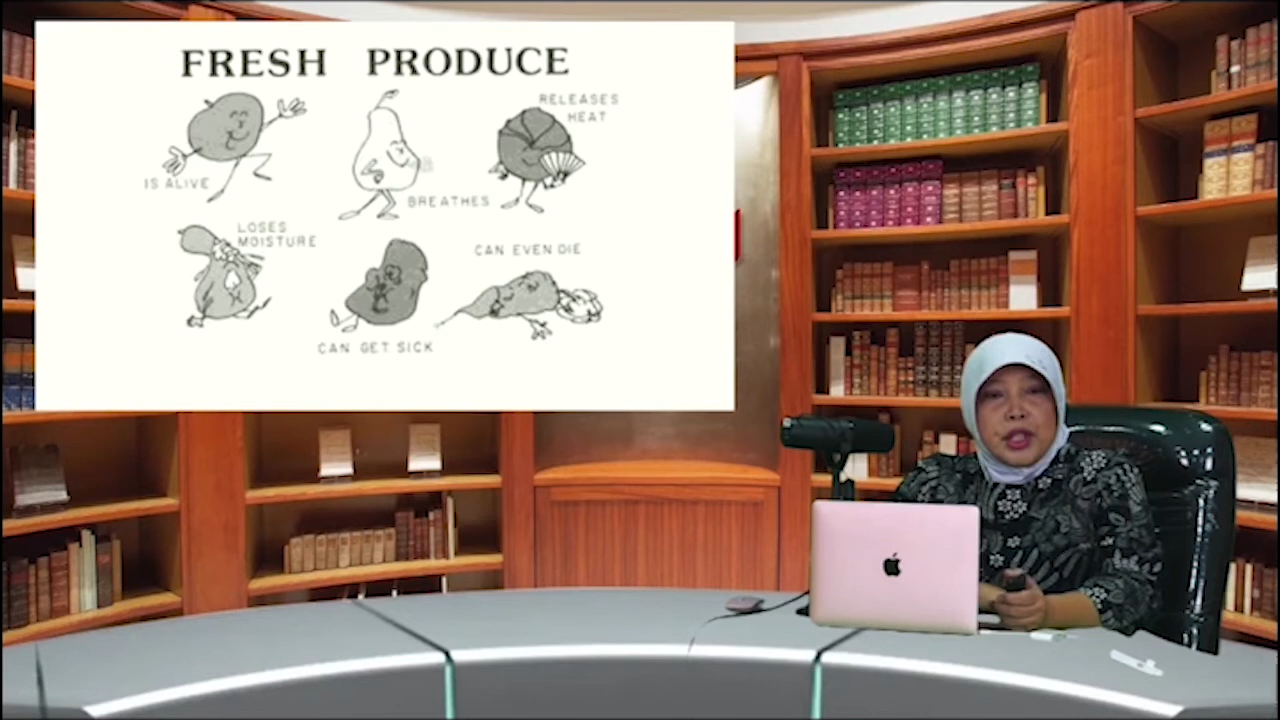 FRESH PRODUCE
IS ALIVE
BREATHES
RELEASES
HEAT
LOSES
MOISTURE
CAN GET SICK
CAN EVEN DIE